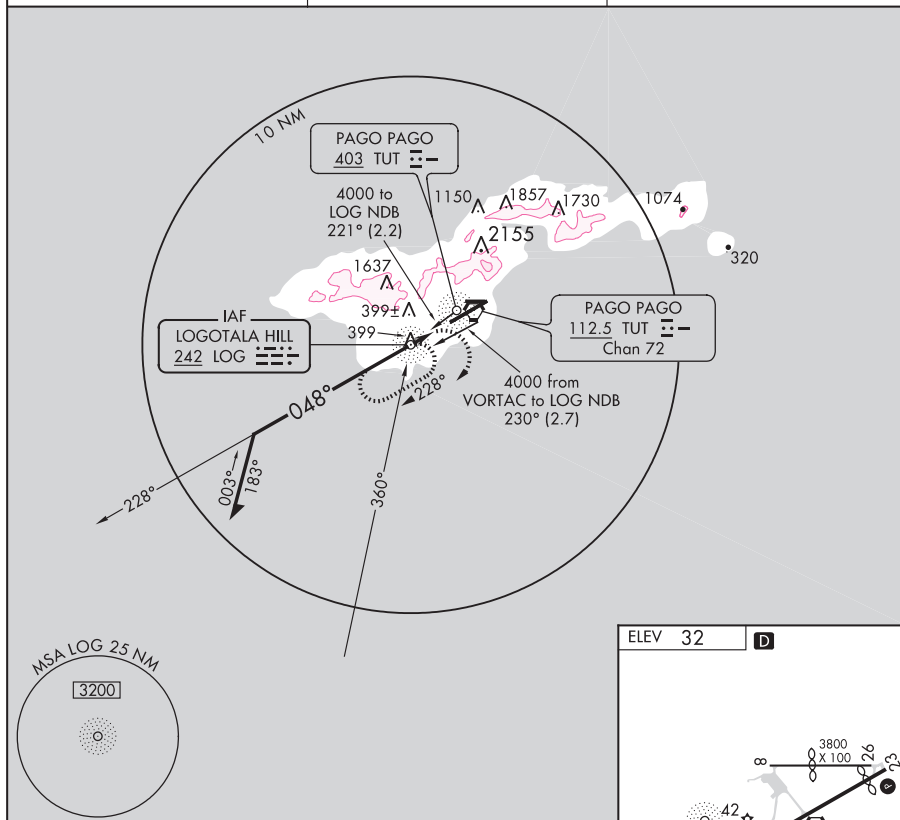 10 NM
PAGO PAGO
403 TUT
4000 to
LOG NDB
221° (2.2)
1150
1857
1730
1074
2155
320
1637
399±
399
IAF
LOGOTALA HILL
242 LOG
PAGO PAGO
112.5 TUT
Chan 72
4000 from
VORTAC to LOG NDB
230° (2.7)
228°
048°
003°
183°
228°
360°
MSA LOG 25 NM
3200
ELEV 32
D
3800
X 100
8
26
23
P
42